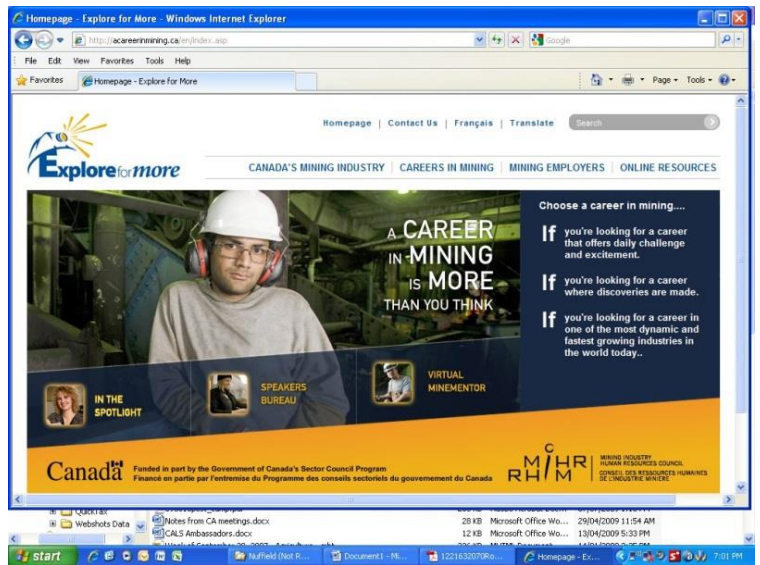 Homepage - Explore for More - Windows Internet Explorer
http://acareerinmining.ca/en/index.asp
Google
File Edit View Favorites Tools Help
Favorites
Homepage - Explore for More
Page Tools
Homepage | Contact Us | Français | Translate
Search
Explore for more
CANADA'S MINING INDUSTRY | CAREERS IN MINING | MINING EMPLOYERS | ONLINE RESOURCES
A CAREER
IN MINING
IS MORE
THAN YOU THINK
Choose a career in mining....
If you're looking for a career
that offers daily challenge
and excitement.
If you're looking for a career
where discoveries are made.
If you're looking for a career in
one of the most dynamic and
fastest growing industries in
the world today..
IN THE
SPOTLIGHT
SPEAKERS
BUREAU
VIRTUAL
MINEMENTOR
Canada
Funded in part by the Government of Canada's Sector Council Program
Financé en partie par l'entremise du Programme des conseils sectoriels du gouvernement du Canada
MIHR
RHIM
MINING INDUSTRY
HUMAN RESOURCES COUNCIL
CONSEIL DES RESSOURCES HUMAINES
DE L'INDUSTRIE MINIÈRE
QuickTax
Webshots Data
Notes from CA meetings.docx 28 KB Microsoft Office Wo... 29/04/2009 11:54 AM
CALS Ambassadors.docx 12 KB Microsoft Office Wo... 13/04/2009 5:33 PM
start
Nuffield (Not R...
Document1 - Mi...
1221632070Ro...
Homepage - Ex...
7:01 PM